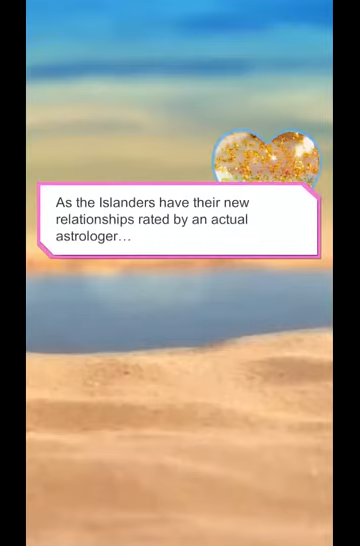 As the Islanders have their new
relationships rated by an actual
astrologer…